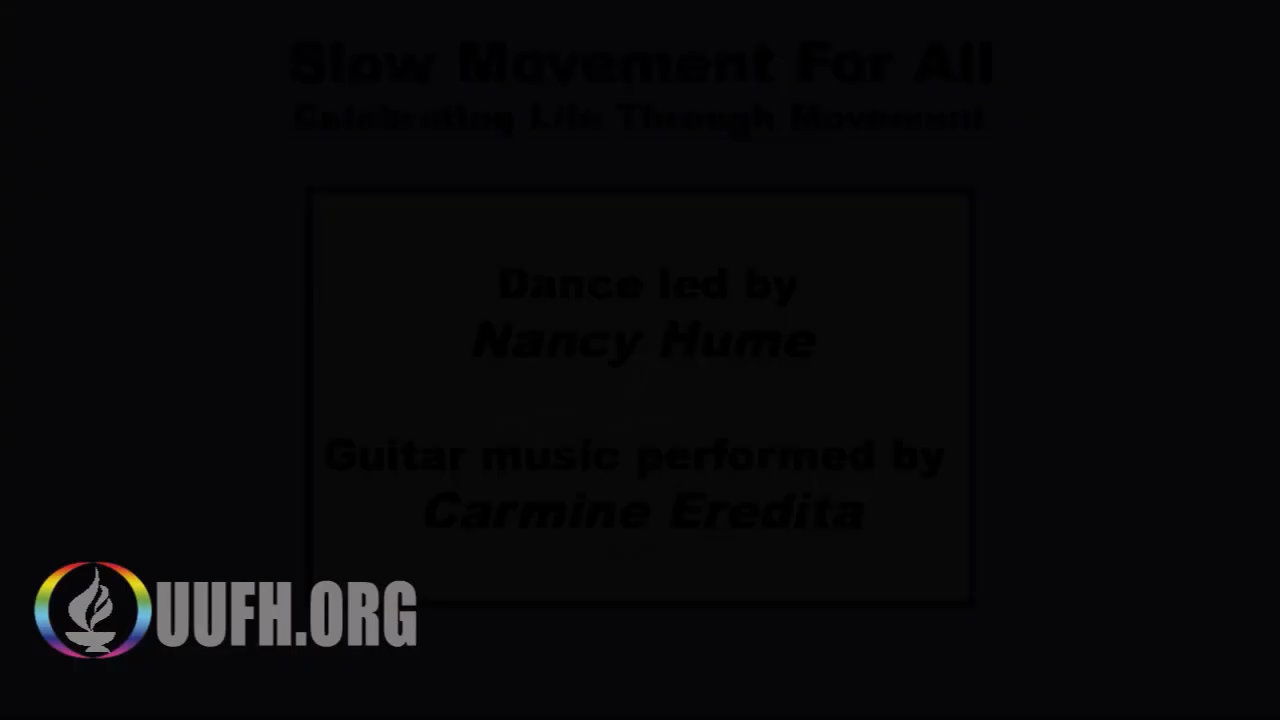 Slow Movement For All
Celebrating Life Through Movement
Dance led by
Nancy Hume
Guitar music performed by
Carmine Eredita
UUFH.ORG